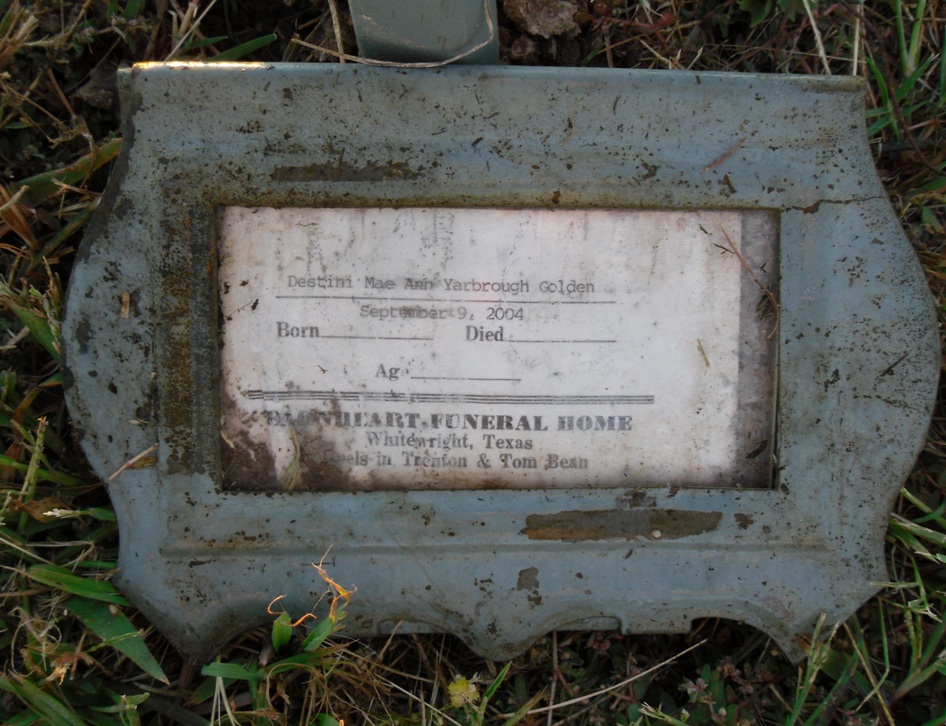 Destini Mae Ann Yarbrough Golden
September 9, 2004
Born Died
Age
FUNERAL HOME
Whitewright, Texas
in Trenton & Tom Bean